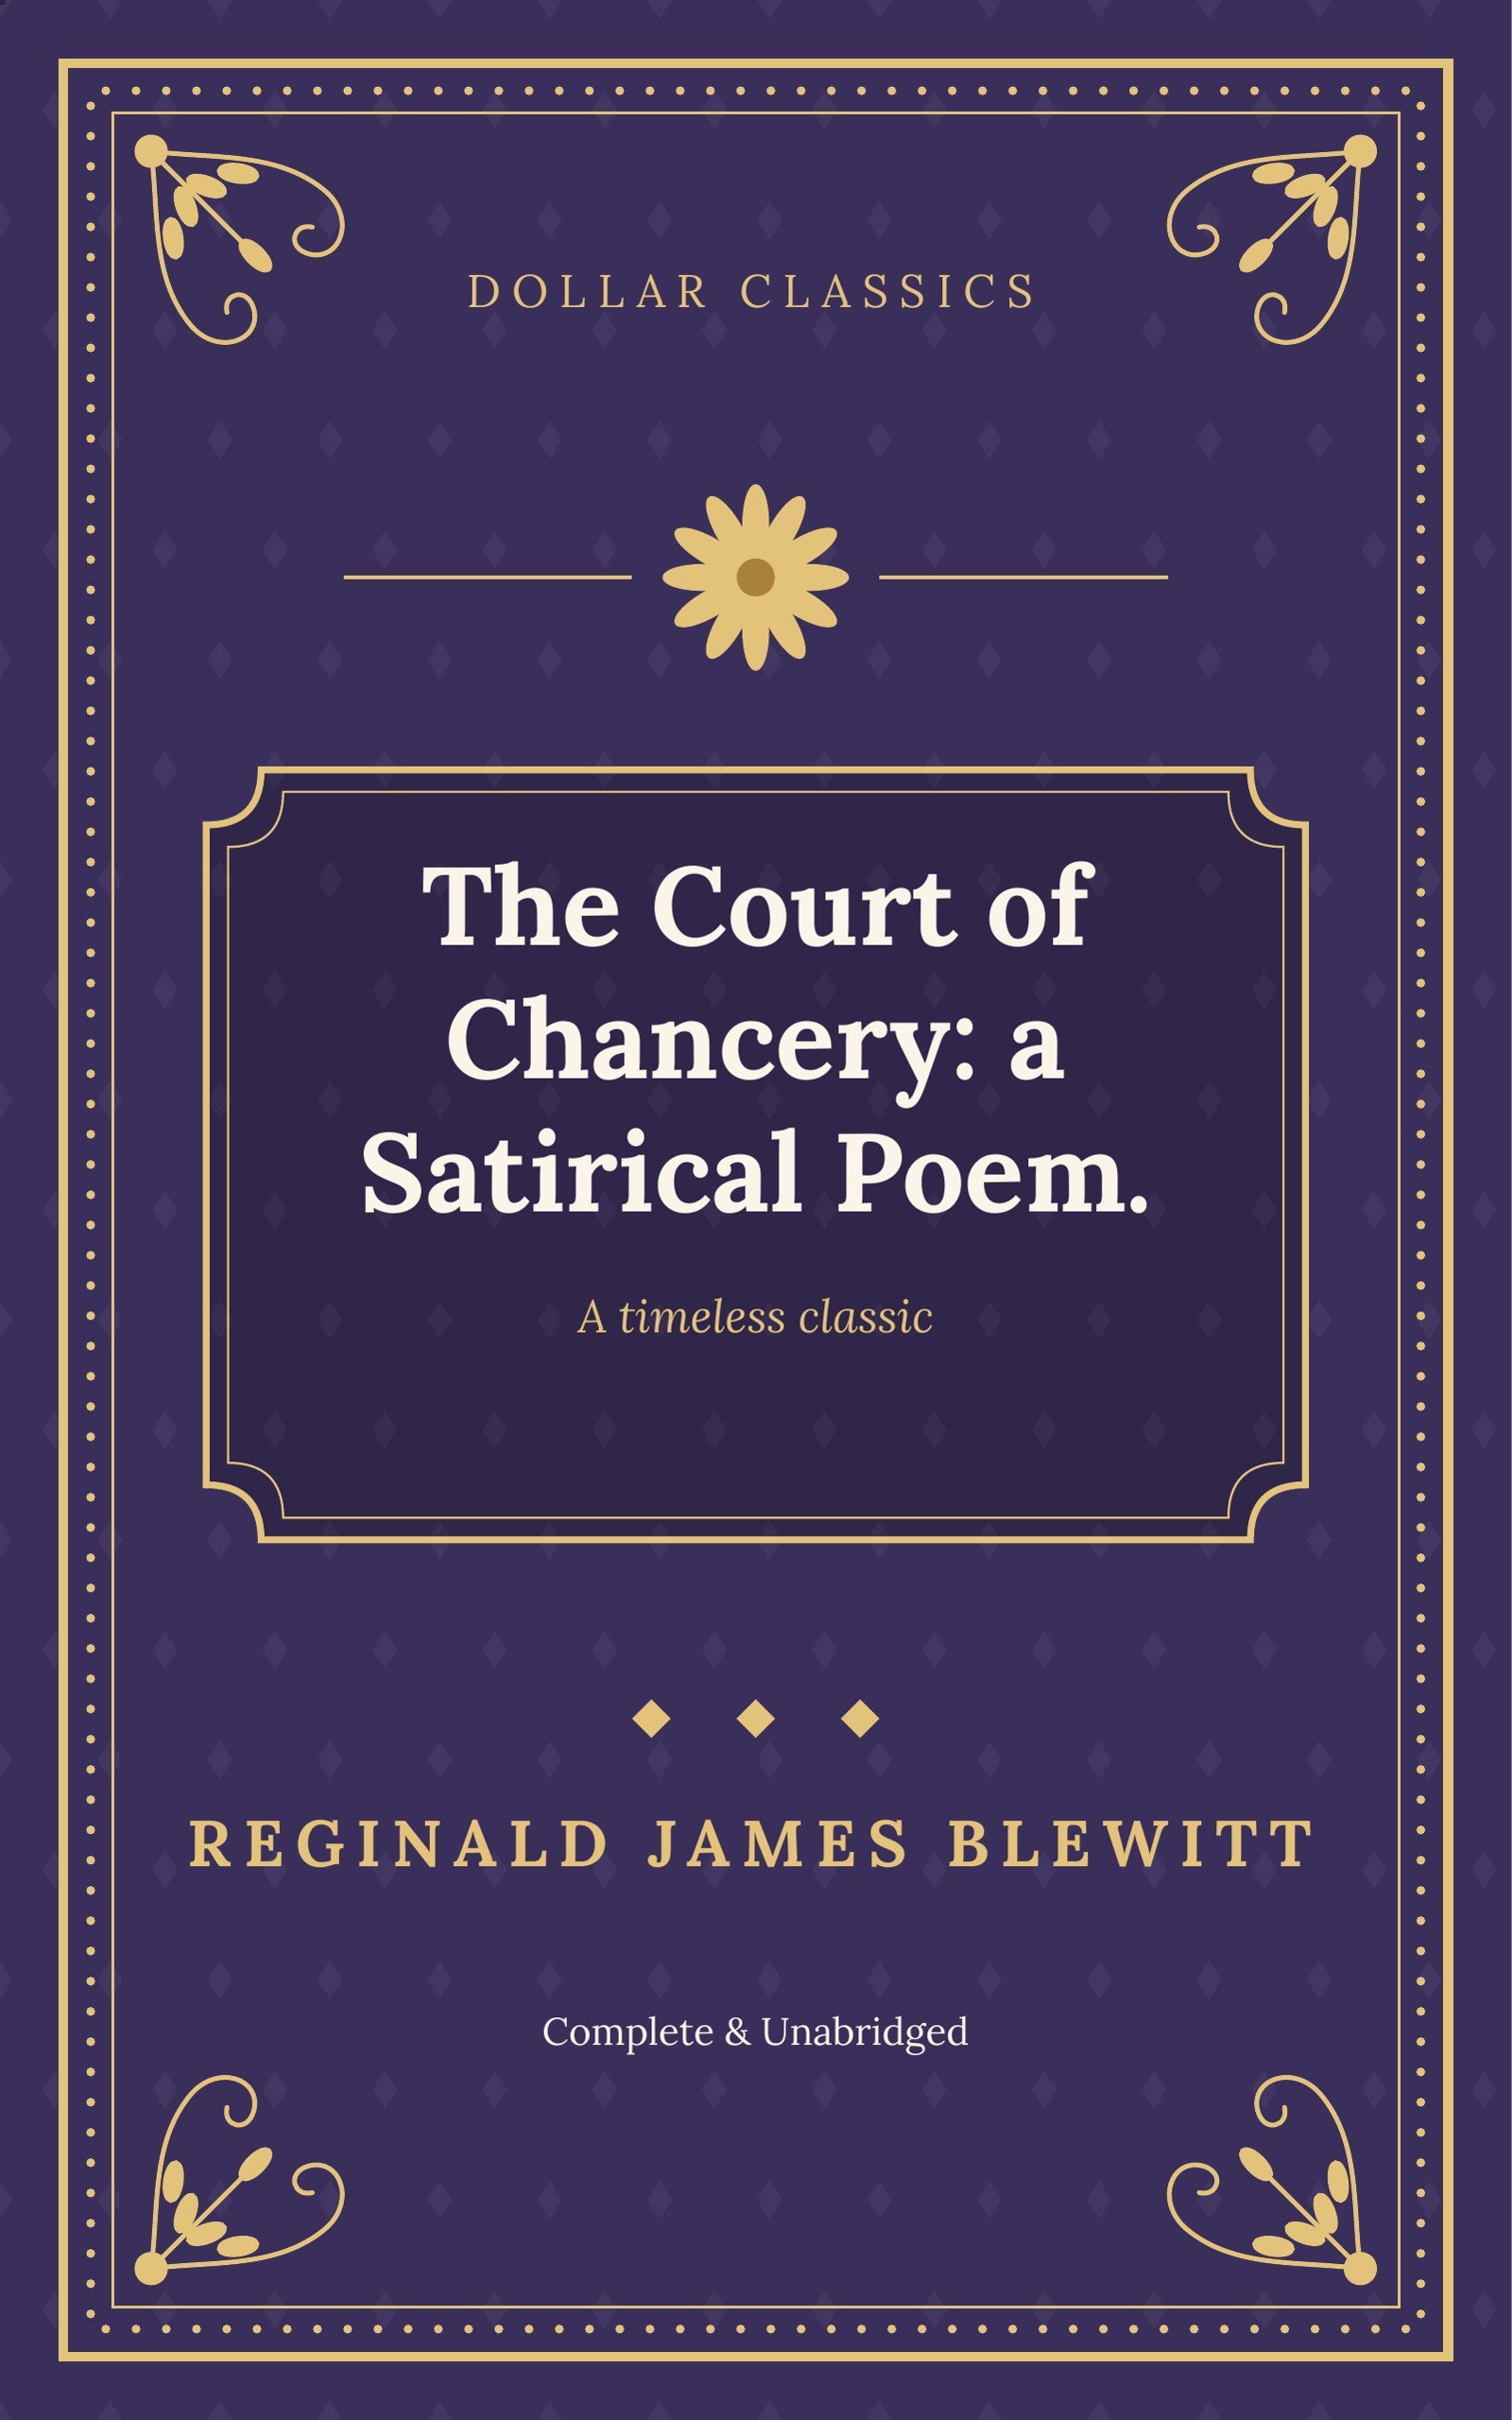 DOLLAR CLASSICS
The Court of
Chancery: a
Satirical Poem.
A timeless classic
REGINALD JAMES BLEWITT
Complete & Unabridged